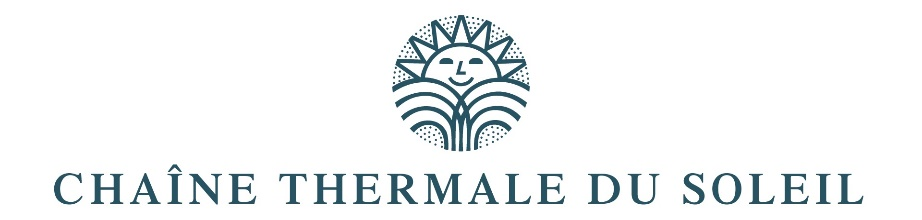 CHAÎNE THERMALE DU SOLEIL